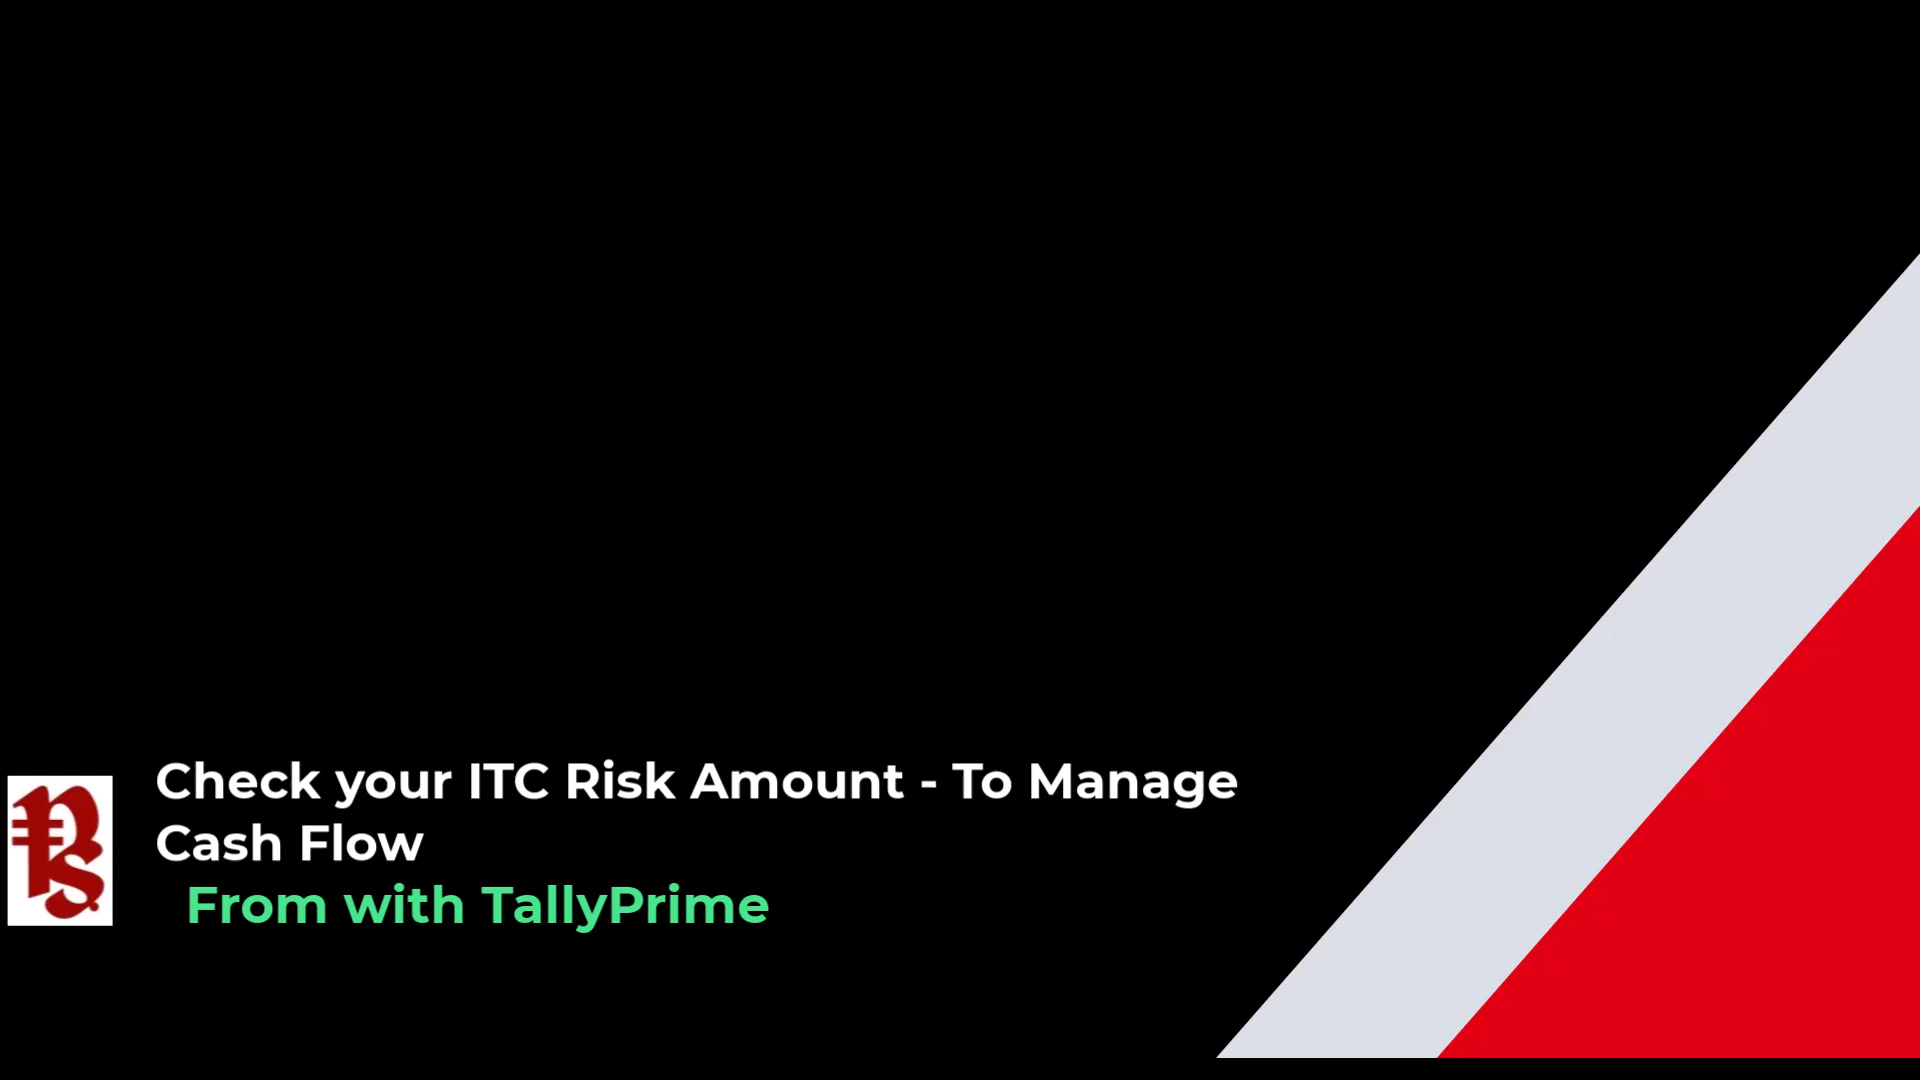 Check your ITC Risk Amount - To Manage
Cash Flow
From with TallyPrime